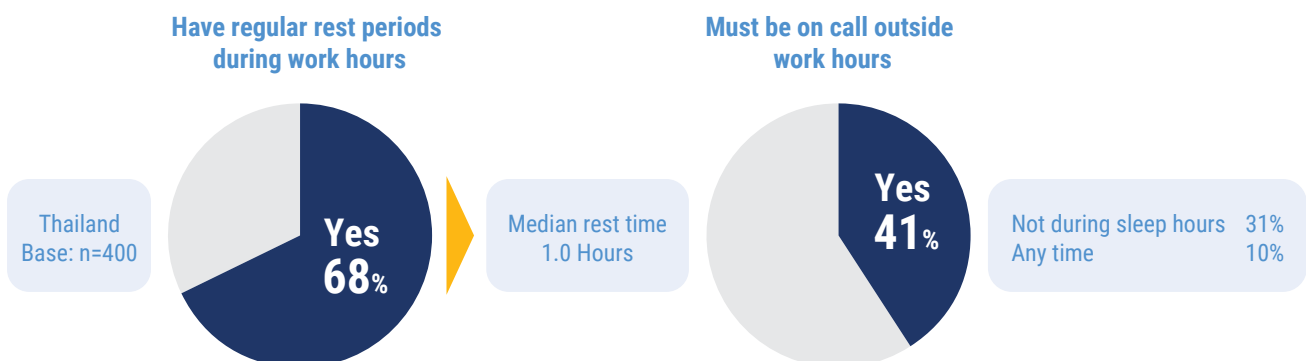 Have regular rest periods
during work hours
Must be on call outside
work hours
Thailand
Base: n=400
Yes
68%
Median rest time
1.0 Hours
Yes
41%
Not during sleep hours 31%
Any time 10%